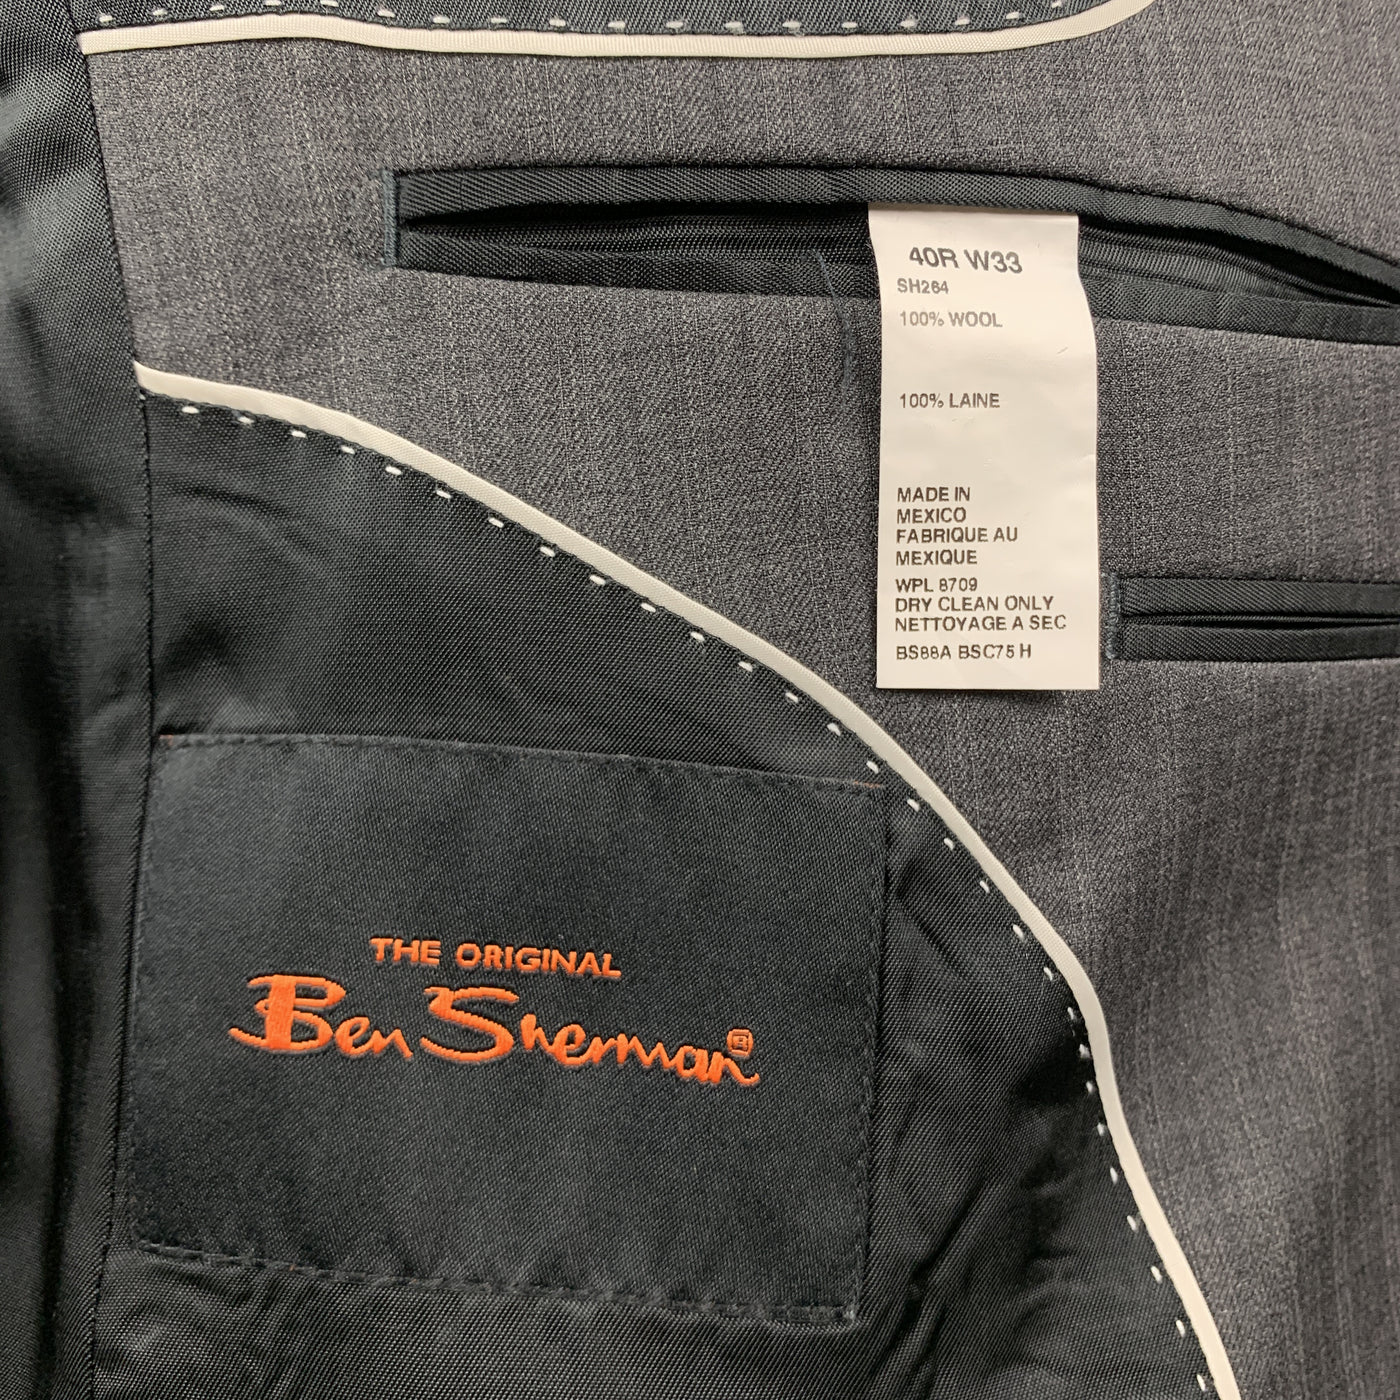 40R W33
SH264
100% WOOL
100% LAINE
MADE IN
MEXICO
FABRIQUE AU
MEXIQUE
WPL 8709
DRY CLEAN ONLY
NETTOYAGE A SEC
BS88A BSC75 H
THE ORIGINAL
Ben Sherman®